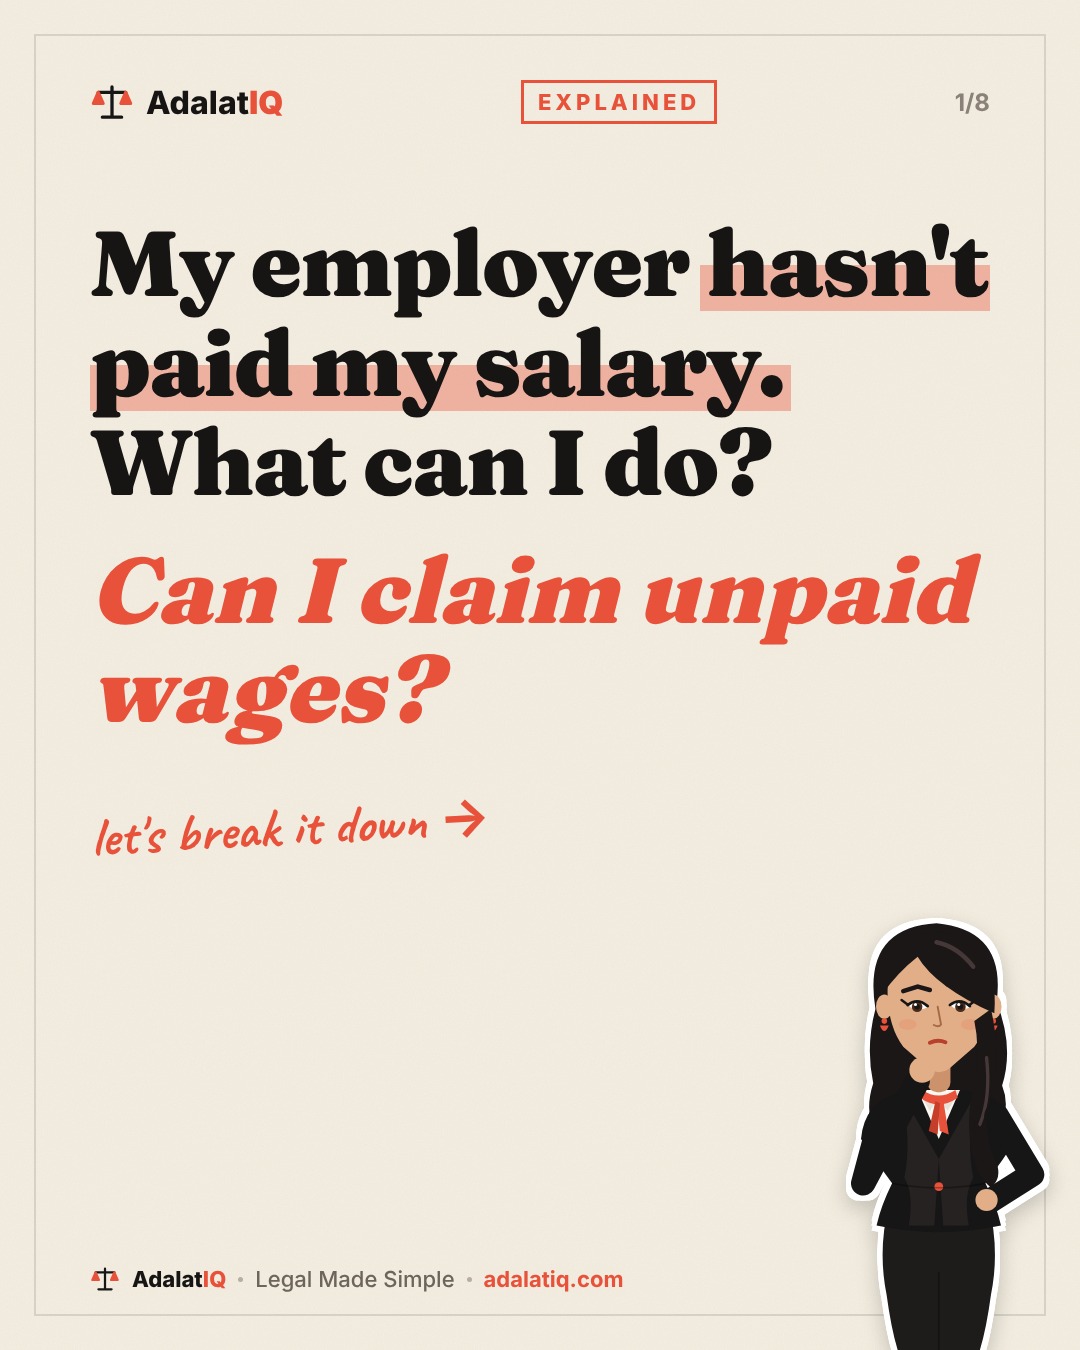 AdalatIQ
EXPLAINED
1/8
My employer hasn't
paid my salary.
What can I do?
Can I claim unpaid
wages?
let's break it down →
AdalatIQ • Legal Made Simple • adalatiq.com